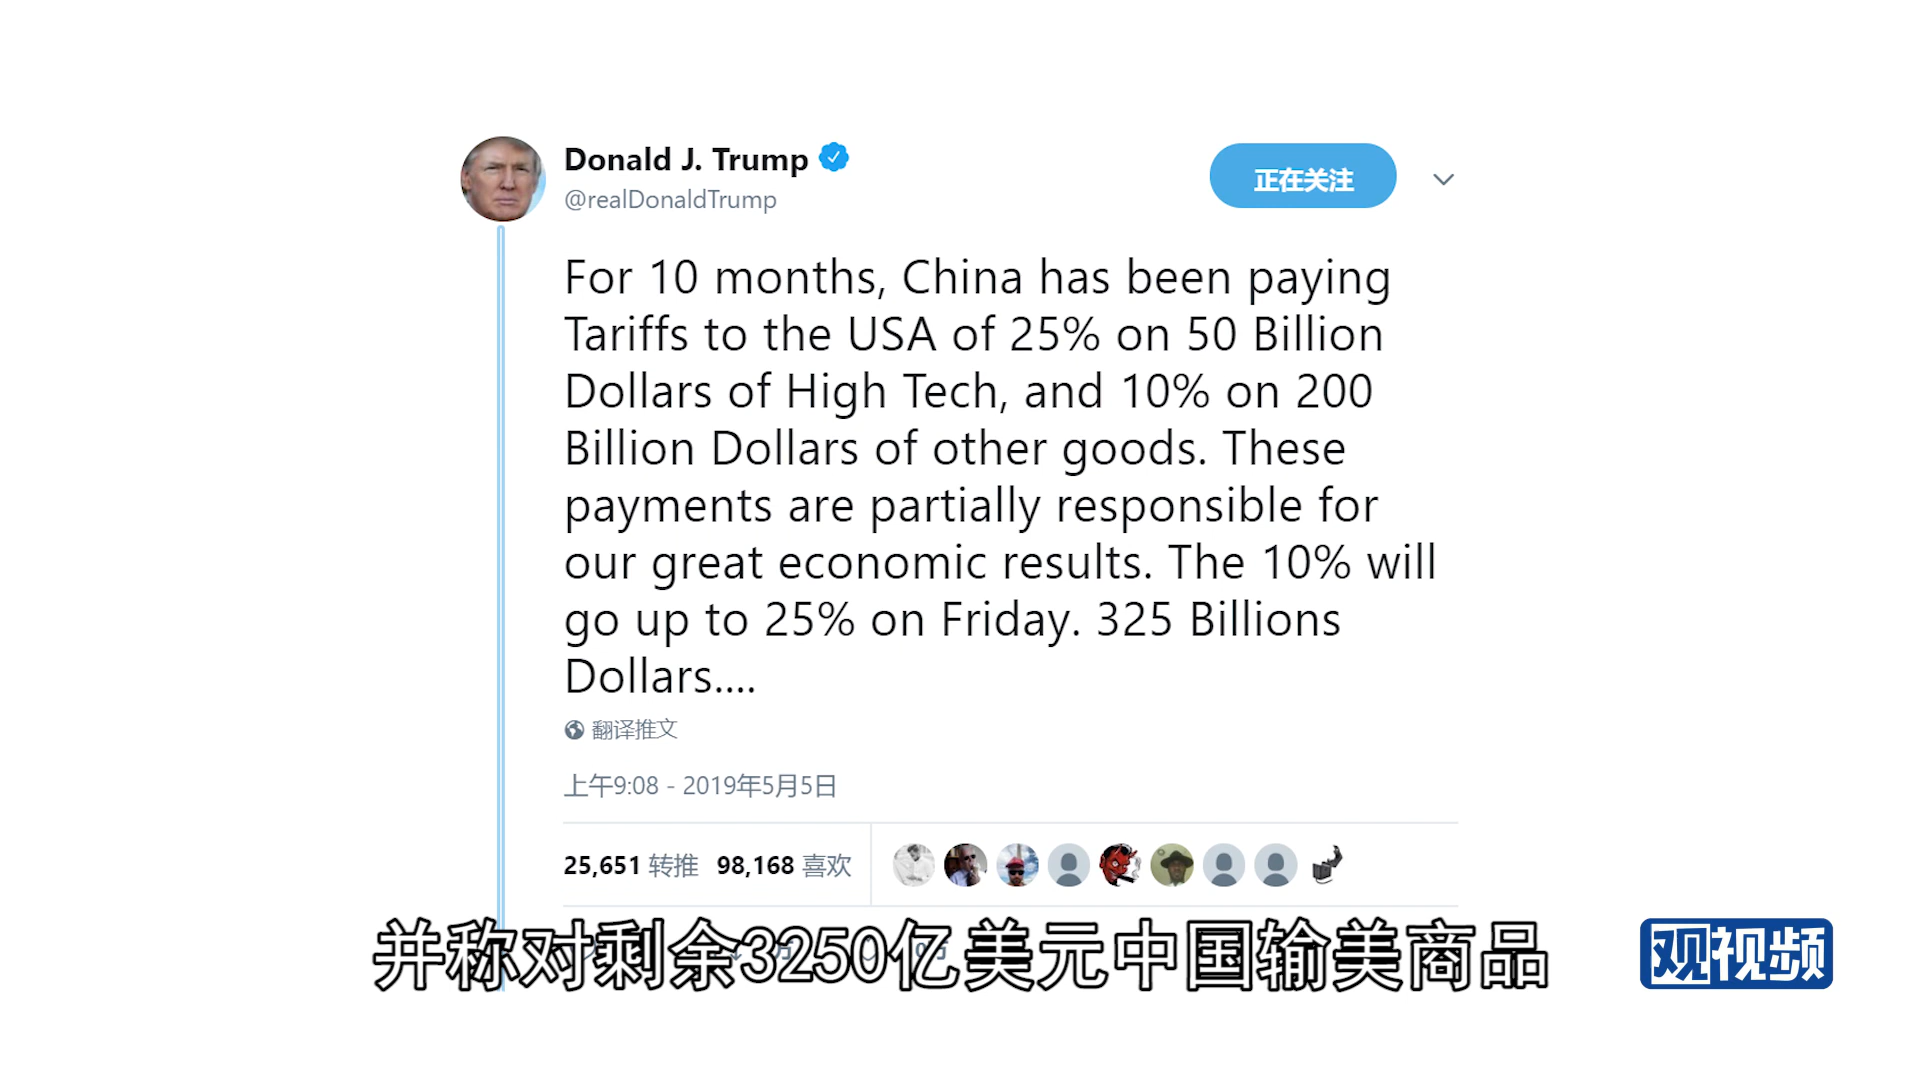 Donald J. Trump
@realDonaldTrump
正在关注
For 10 months, China has been paying
Tariffs to the USA of 25% on 50 Billion
Dollars of High Tech, and 10% on 200
Billion Dollars of other goods. These
payments are partially responsible for
our great economic results. The 10% will
go up to 25% on Friday. 325 Billions
Dollars....
翻译推文
上午9:08 - 2019年5月5日
25,651 转推 98,168 喜欢
并称对剩余3250亿美元中国输美商品
观视频